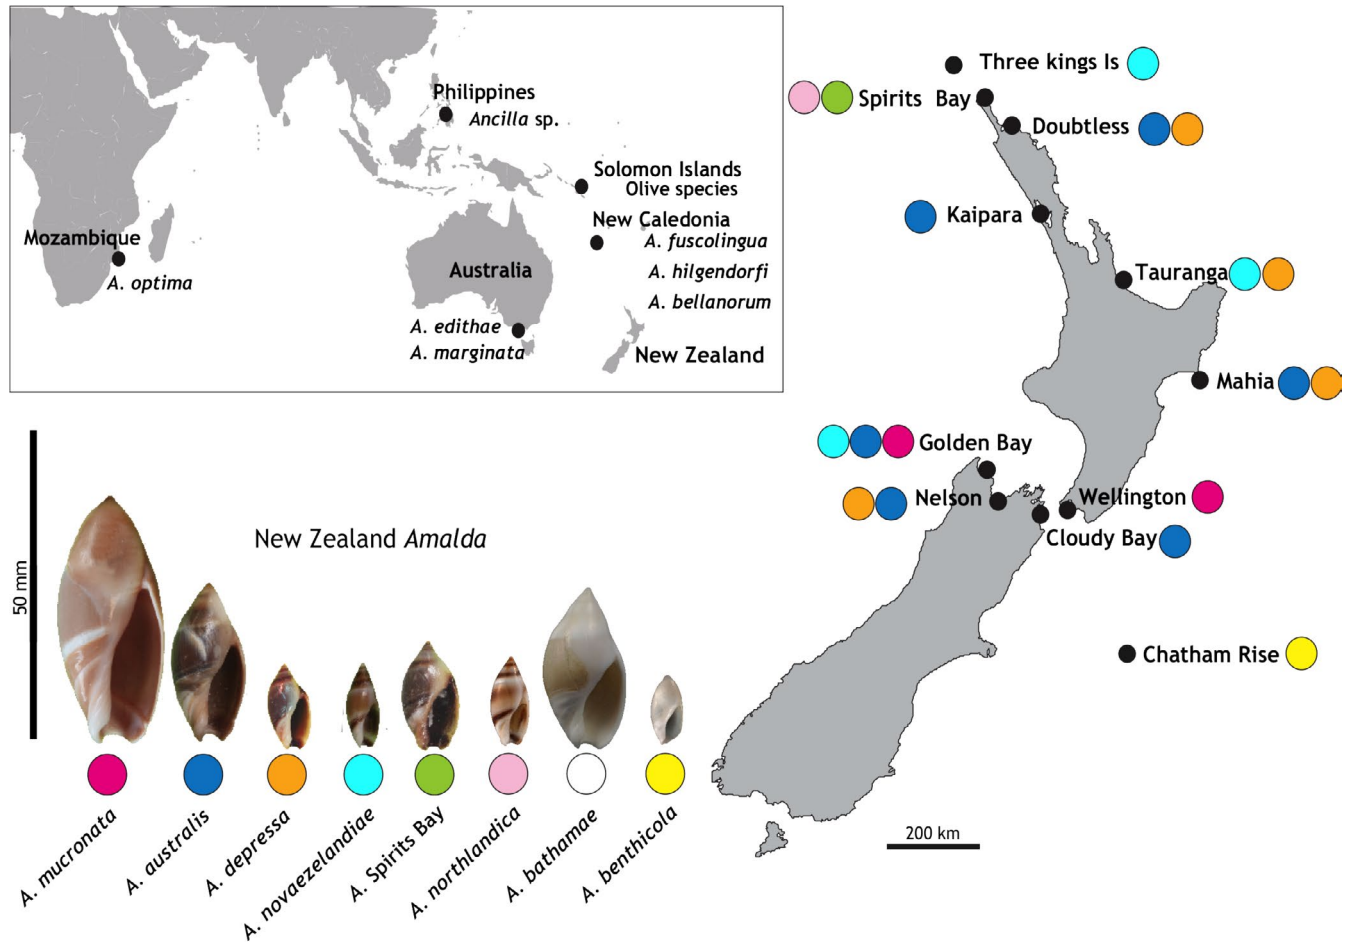 Philippines
Ancilla sp.
Solomon Islands
Olive species
New Caledonia
A. fuscolingua
A. hilgendorfi
A. bellanorum
Mozambique
A. optima
Australia
A. edithae
A. marginata
New Zealand
Three kings Is
Spirits Bay
Doubtless
Kaipara
Tauranga
Mahia
Golden Bay
Nelson
Wellington
Cloudy Bay
Chatham Rise
200 km
New Zealand Amalda
50 mm
A. mucronata
A. australis
A. depressa
A. novaezelandiae
A. Spirits Bay
A. northlandica
A. bathamae
A. benthicola